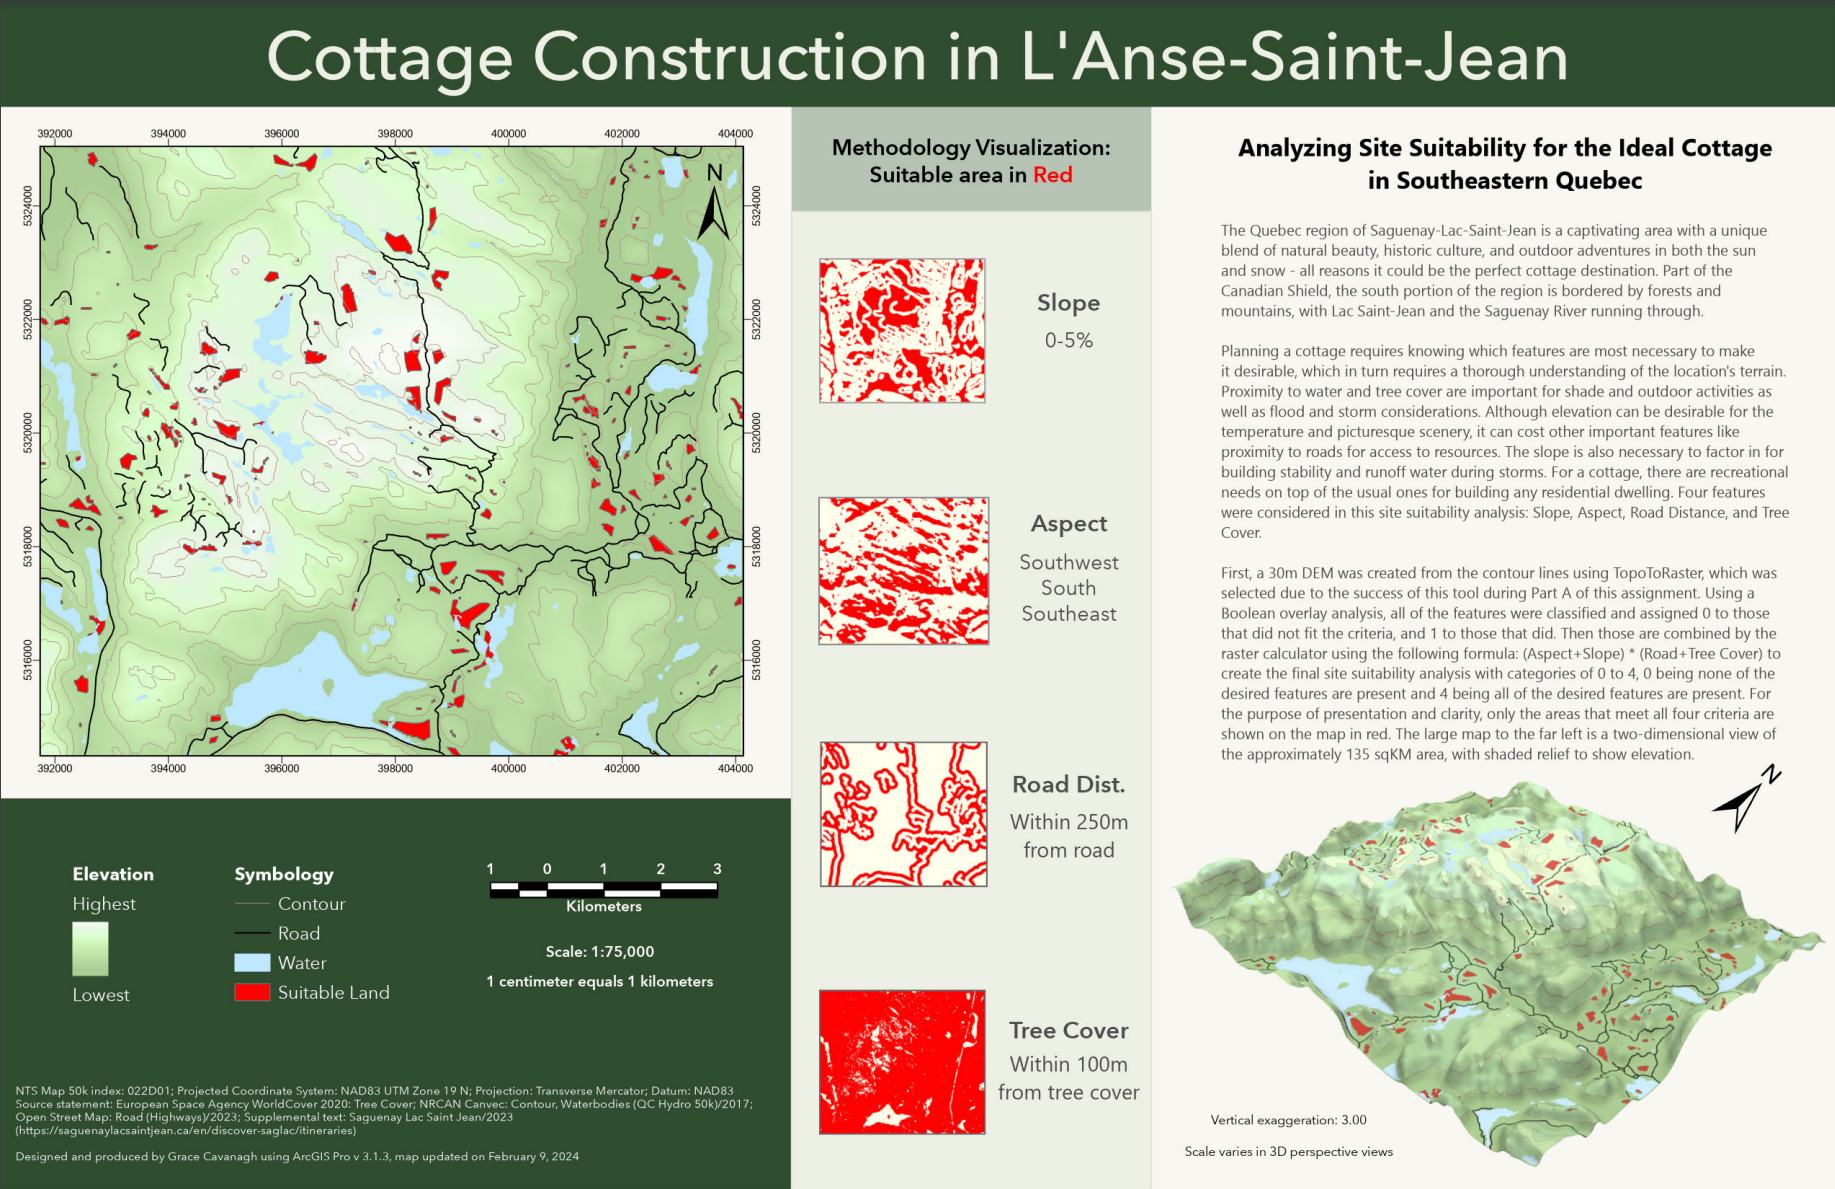 Cottage Construction in L'Anse-Saint-Jean
392000 394000 396000 398000 400000 402000 404000
N
5324000 5324000
5322000 5322000
5320000 5320000
5318000 5318000
5316000 5316000
392000 394000 396000 398000 400000 402000 404000
Elevation
Highest
Lowest
Symbology
Contour
Road
Water
Suitable Land
1 0 1 2 3
Kilometers
Scale: 1:75,000
1 centimeter equals 1 kilometers
NTS Map 50k index: 022D01; Projected Coordinate System: NAD83 UTM Zone 19 N; Projection: Transverse Mercator; Datum: NAD83
Source statement: European Space Agency WorldCover 2020: Tree Cover; NRCAN Canvec: Contour, Waterbodies (QC Hydro 50k)/2017;
Open Street Map: Road (Highways)/2023; Supplemental text: Saguenay Lac Saint Jean/2023
(https://saguenaylacsaintjean.ca/en/discover-saglac/itineraries)
Designed and produced by Grace Cavanagh using ArcGIS Pro v 3.1.3, map updated on February 9, 2024
Methodology Visualization:
Suitable area in Red
Slope
0-5%
Aspect
Southwest
South
Southeast
Road Dist.
Within 250m
from road
Tree Cover
Within 100m
from tree cover
Analyzing Site Suitability for the Ideal Cottage
in Southeastern Quebec
The Quebec region of Saguenay-Lac-Saint-Jean is a captivating area with a unique
blend of natural beauty, historic culture, and outdoor adventures in both the sun
and snow - all reasons it could be the perfect cottage destination. Part of the
Canadian Shield, the south portion of the region is bordered by forests and
mountains, with Lac Saint-Jean and the Saguenay River running through.
Planning a cottage requires knowing which features are most necessary to make
it desirable, which in turn requires a thorough understanding of the location's terrain.
Proximity to water and tree cover are important for shade and outdoor activities as
well as flood and storm considerations. Although elevation can be desirable for the
temperature and picturesque scenery, it can cost other important features like
proximity to roads for access to resources. The slope is also necessary to factor in for
building stability and runoff water during storms. For a cottage, there are recreational
needs on top of the usual ones for building any residential dwelling. Four features
were considered in this site suitability analysis: Slope, Aspect, Road Distance, and Tree
Cover.
First, a 30m DEM was created from the contour lines using TopoToRaster, which was
selected due to the success of this tool during Part A of this assignment. Using a
Boolean overlay analysis, all of the features were classified and assigned 0 to those
that did not fit the criteria, and 1 to those that did. Then those are combined by the
raster calculator using the following formula: (Aspect+Slope) * (Road+Tree Cover) to
create the final site suitability analysis with categories of 0 to 4, 0 being none of the
desired features are present and 4 being all of the desired features are present. For
the purpose of presentation and clarity, only the areas that meet all four criteria are
shown on the map in red. The large map to the far left is a two-dimensional view of
the approximately 135 sqKM area, with shaded relief to show elevation.
N
Vertical exaggeration: 3.00
Scale varies in 3D perspective views